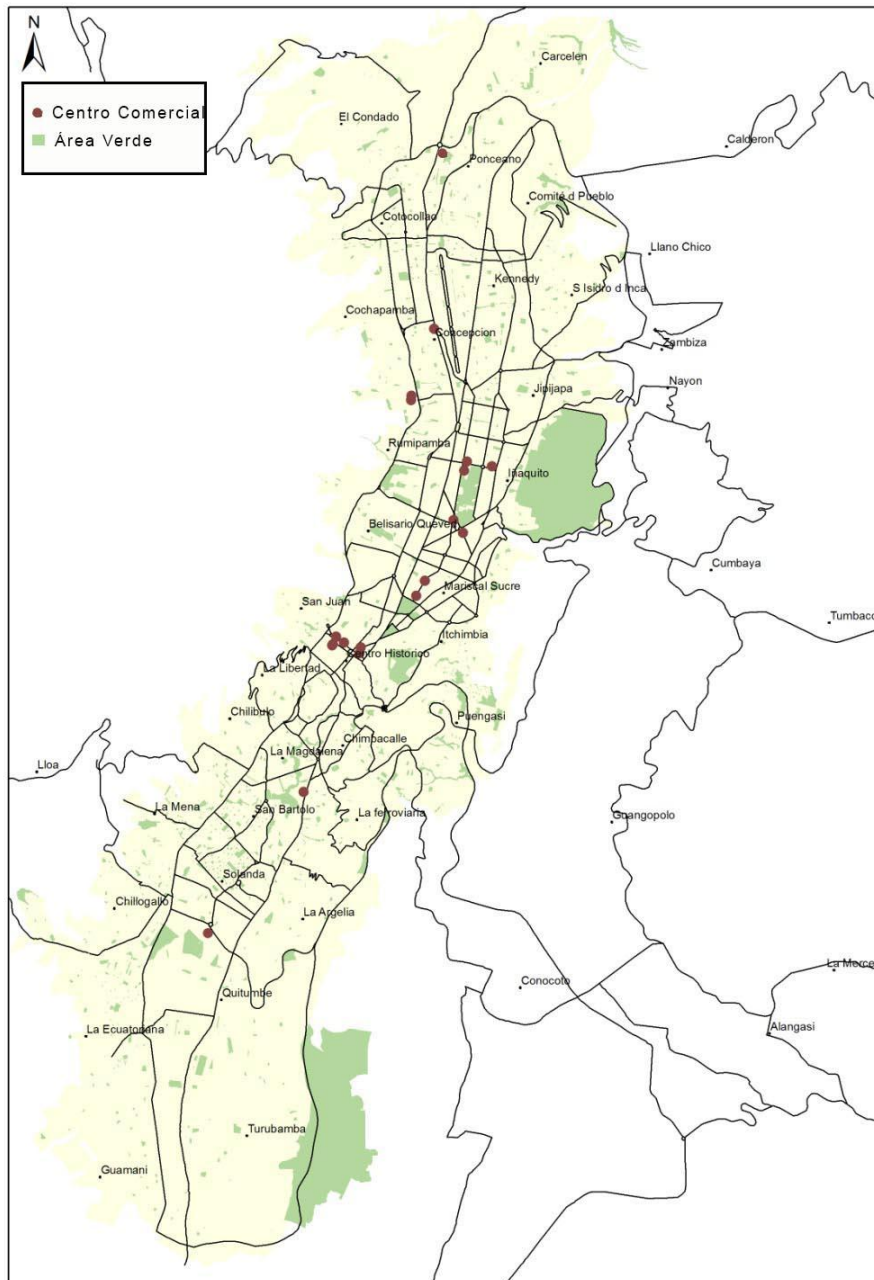 N
Centro Comercial
Área Verde
Carcelen
El Condado
Calderon
Ponceano
Comité d Pueblo
Cotocollao
Llano Chico
Kennedy
S Isidro d Inca
Cochapamba
Concepcion
Zambiza
Nayon
Jipijapa
Rumipamba
Iñaquito
Belisario Queved
Cumbaya
Mariscal Sucre
San Juan
Tumbaco
Itchimbia
Centro Historico
La Libertad
Chilibulo
Puengasi
Chimbacalle
La Magdalena
Lloa
La Mena
San Bartolo
La ferroviaria
Guangopolo
Solanda
Chillogallo
La Argelia
La Merce
Conocoto
Quitumbe
La Ecuatoriana
Alangasi
Turubamba
Guamani